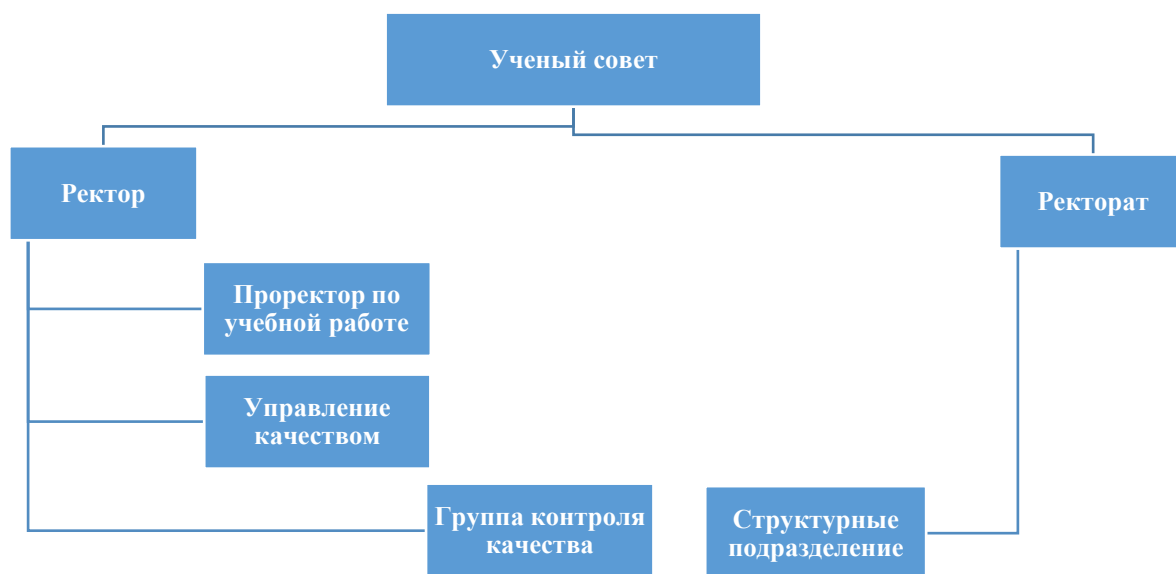 Ученый совет
Ректор
Ректорат
Проректор по
учебной работе
Управление
качеством
Группа контроля
качества
Структурные
подразделение